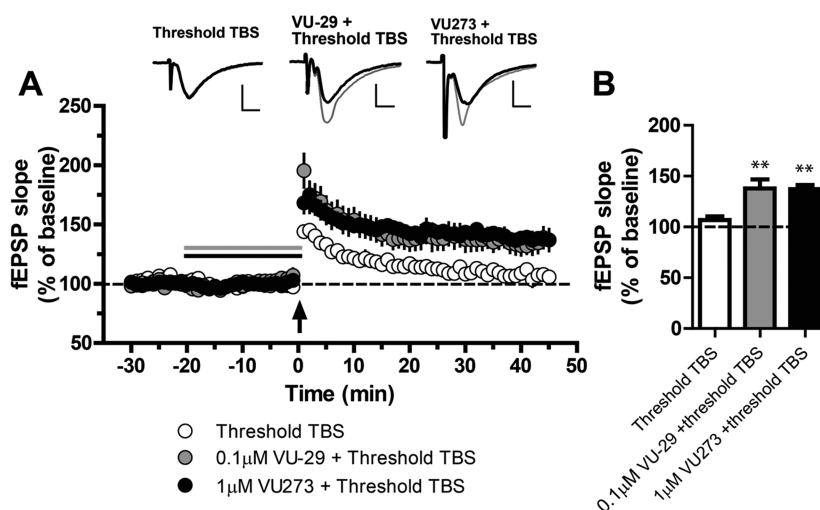 Threshold TBS
VU-29 +
Threshold TBS
VU273 +
Threshold TBS
A
fEPSP slope
(% of baseline)
250
200
150
100
50
-30
-20
-10
0
10
20
30
40
50
Time (min)
Threshold TBS
0.1μM VU-29 + Threshold TBS
1μM VU273 + Threshold TBS
B
fEPSP slope
(% of baseline)
200
150
100
50
0
**
**
Threshold TBS
0.1μM VU-29 +threshold TBS
1μM VU273 +threshold TBS